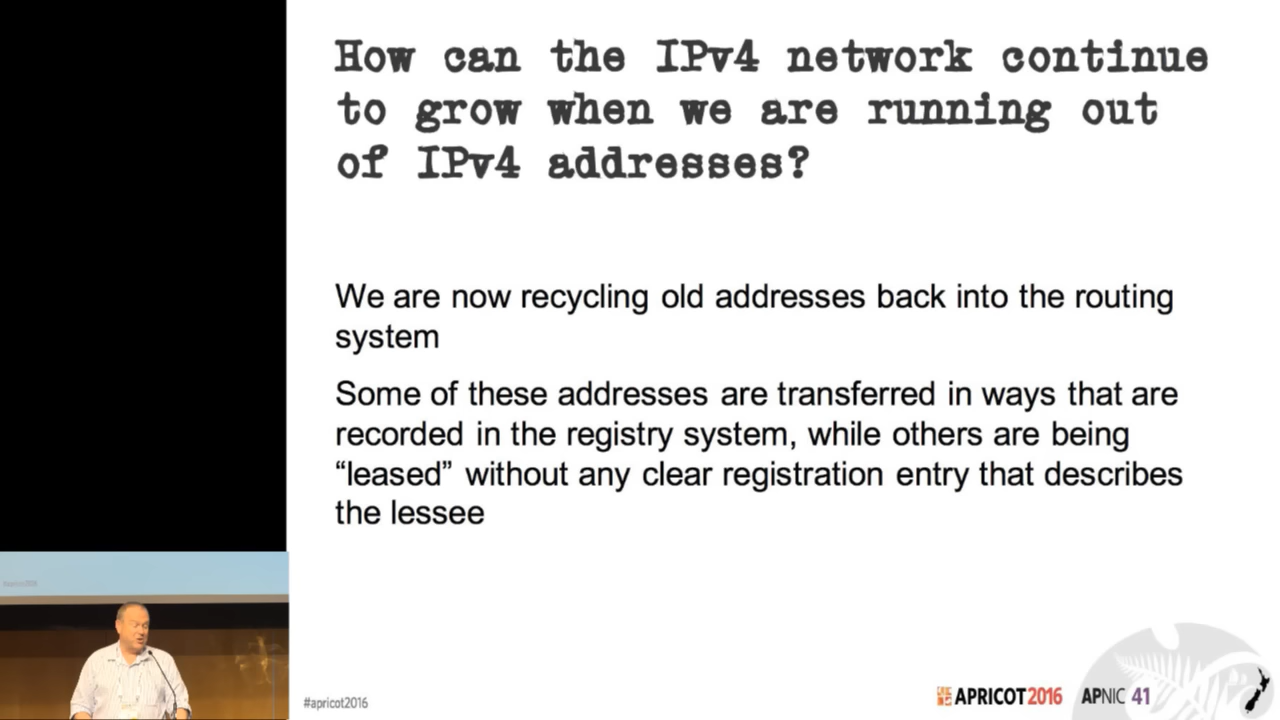 How can the IPv4 network continue
to grow when we are running out
of IPv4 addresses?
We are now recycling old addresses back into the routing
system
Some of these addresses are transferred in ways that are
recorded in the registry system, while others are being
“leased” without any clear registration entry that describes
the lessee
#apricot2016
APRICOT 2016 APNIC 41